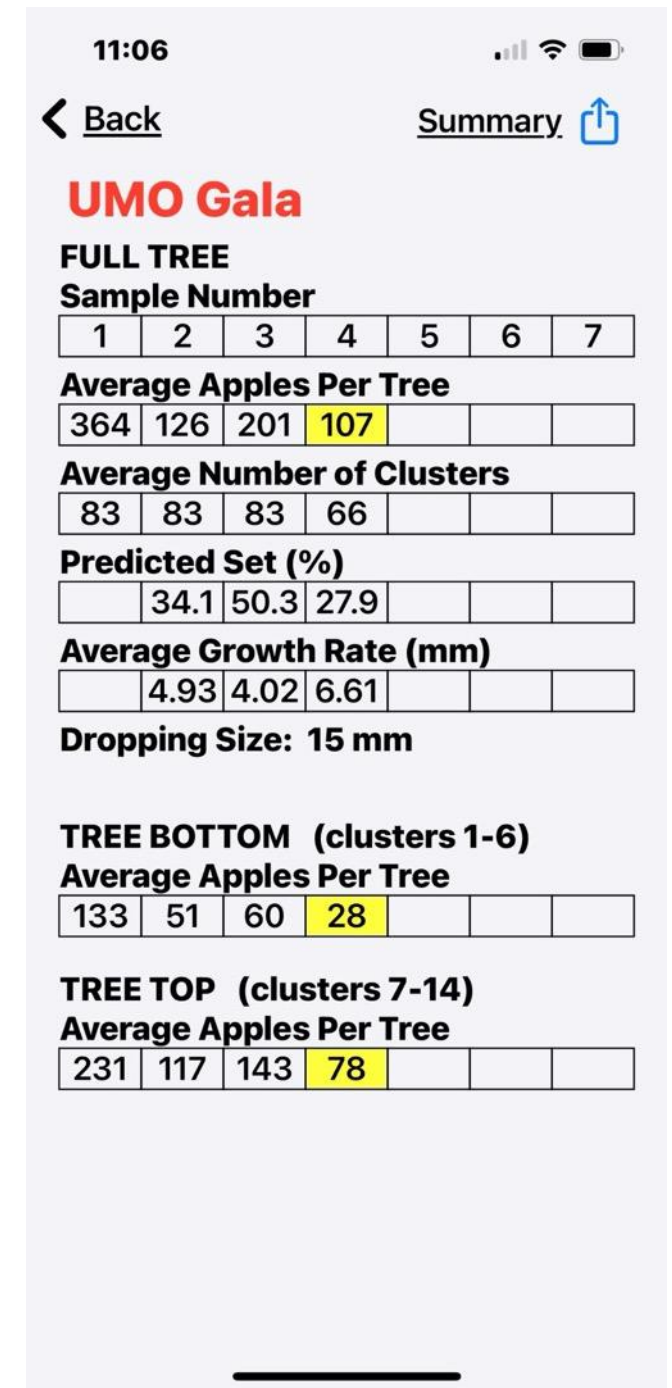 11:06
Back Summary
UMO Gala
FULL TREE
Sample Number
1 2 3 4 5 6 7
Average Apples Per Tree
364 126 201 107
Average Number of Clusters
83 83 83 66
Predicted Set (%)
34.1 50.3 27.9
Average Growth Rate (mm)
4.93 4.02 6.61
Dropping Size: 15 mm
TREE BOTTOM (clusters 1-6)
Average Apples Per Tree
133 51 60 28
TREE TOP (clusters 7-14)
Average Apples Per Tree
231 117 143 78